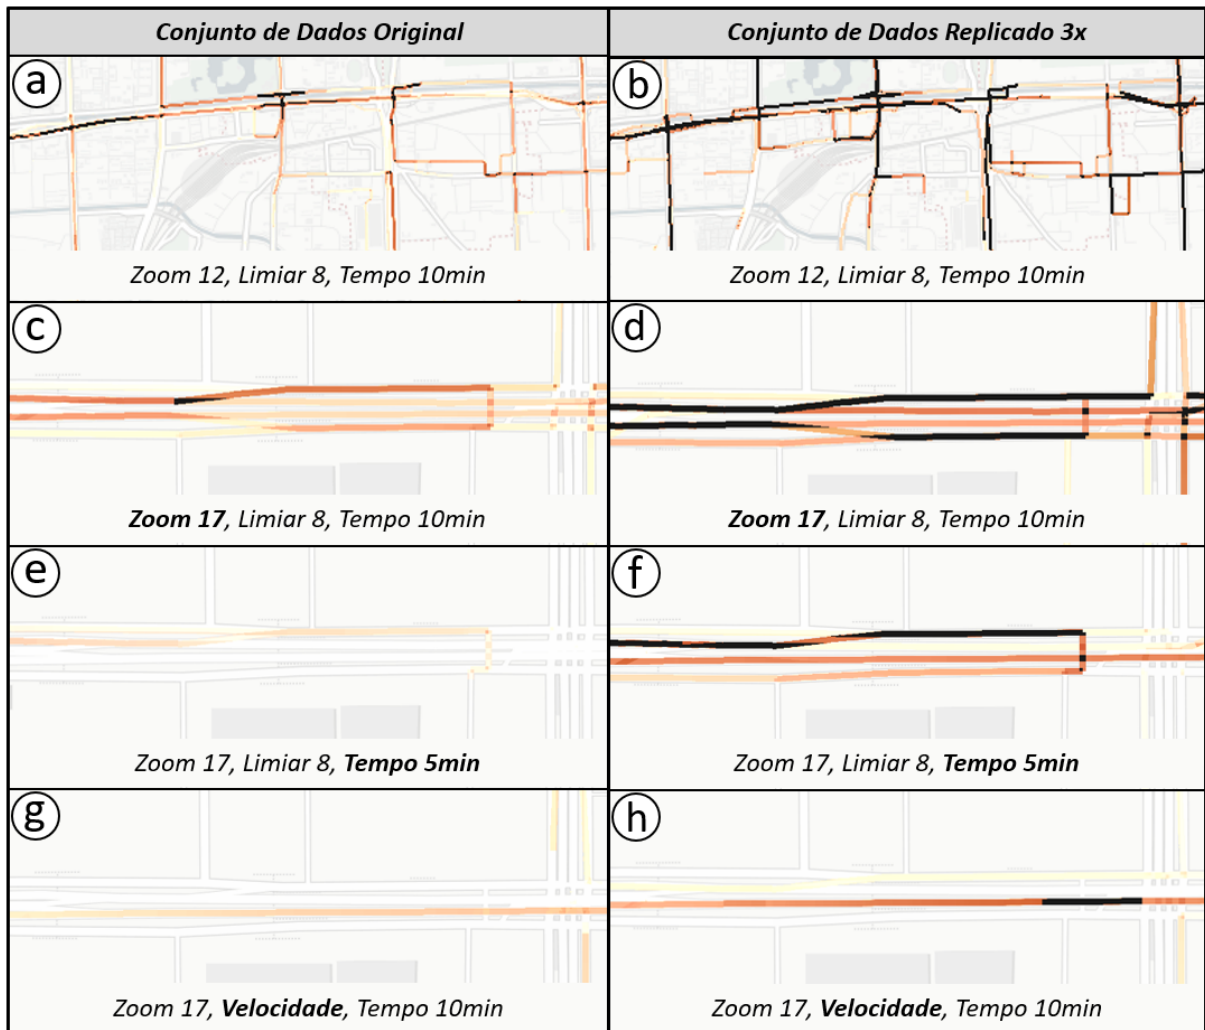 Conjunto de Dados Original
Conjunto de Dados Replicado 3x
a
b
Zoom 12, Limiar 8, Tempo 10min
Zoom 12, Limiar 8, Tempo 10min
c
d
Zoom 17, Limiar 8, Tempo 10min
Zoom 17, Limiar 8, Tempo 10min
e
f
Zoom 17, Limiar 8, Tempo 5min
Zoom 17, Limiar 8, Tempo 5min
g
h
Zoom 17, Velocidade, Tempo 10min
Zoom 17, Velocidade, Tempo 10min